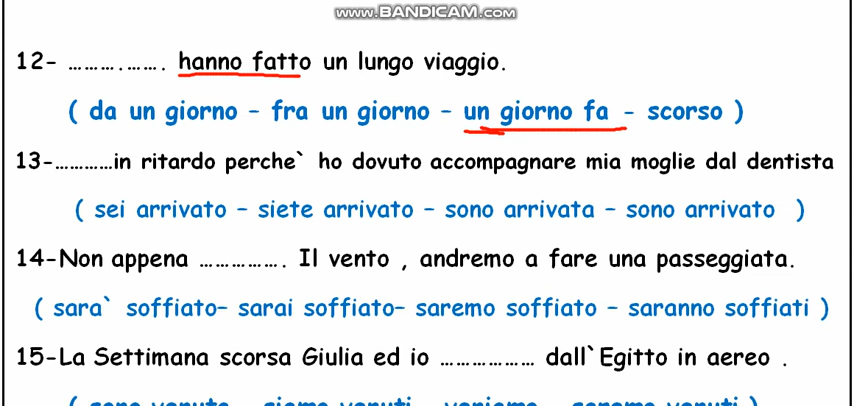 www.BANDICAM.com
12- ……….……. hanno fatto un lungo viaggio.
( da un giorno - fra un giorno - un giorno fa - scorso )
13-…………in ritardo perche` ho dovuto accompagnare mia moglie dal dentista
( sei arrivato - siete arrivato - sono arrivata - sono arrivato )
14-Non appena ……………. Il vento , andremo a fare una passeggiata.
( sara` soffiato- sarai soffiato- saremo soffiato - saranno soffiati )
15-La Settimana scorsa Giulia ed io ……………… dall`Egitto in aereo .